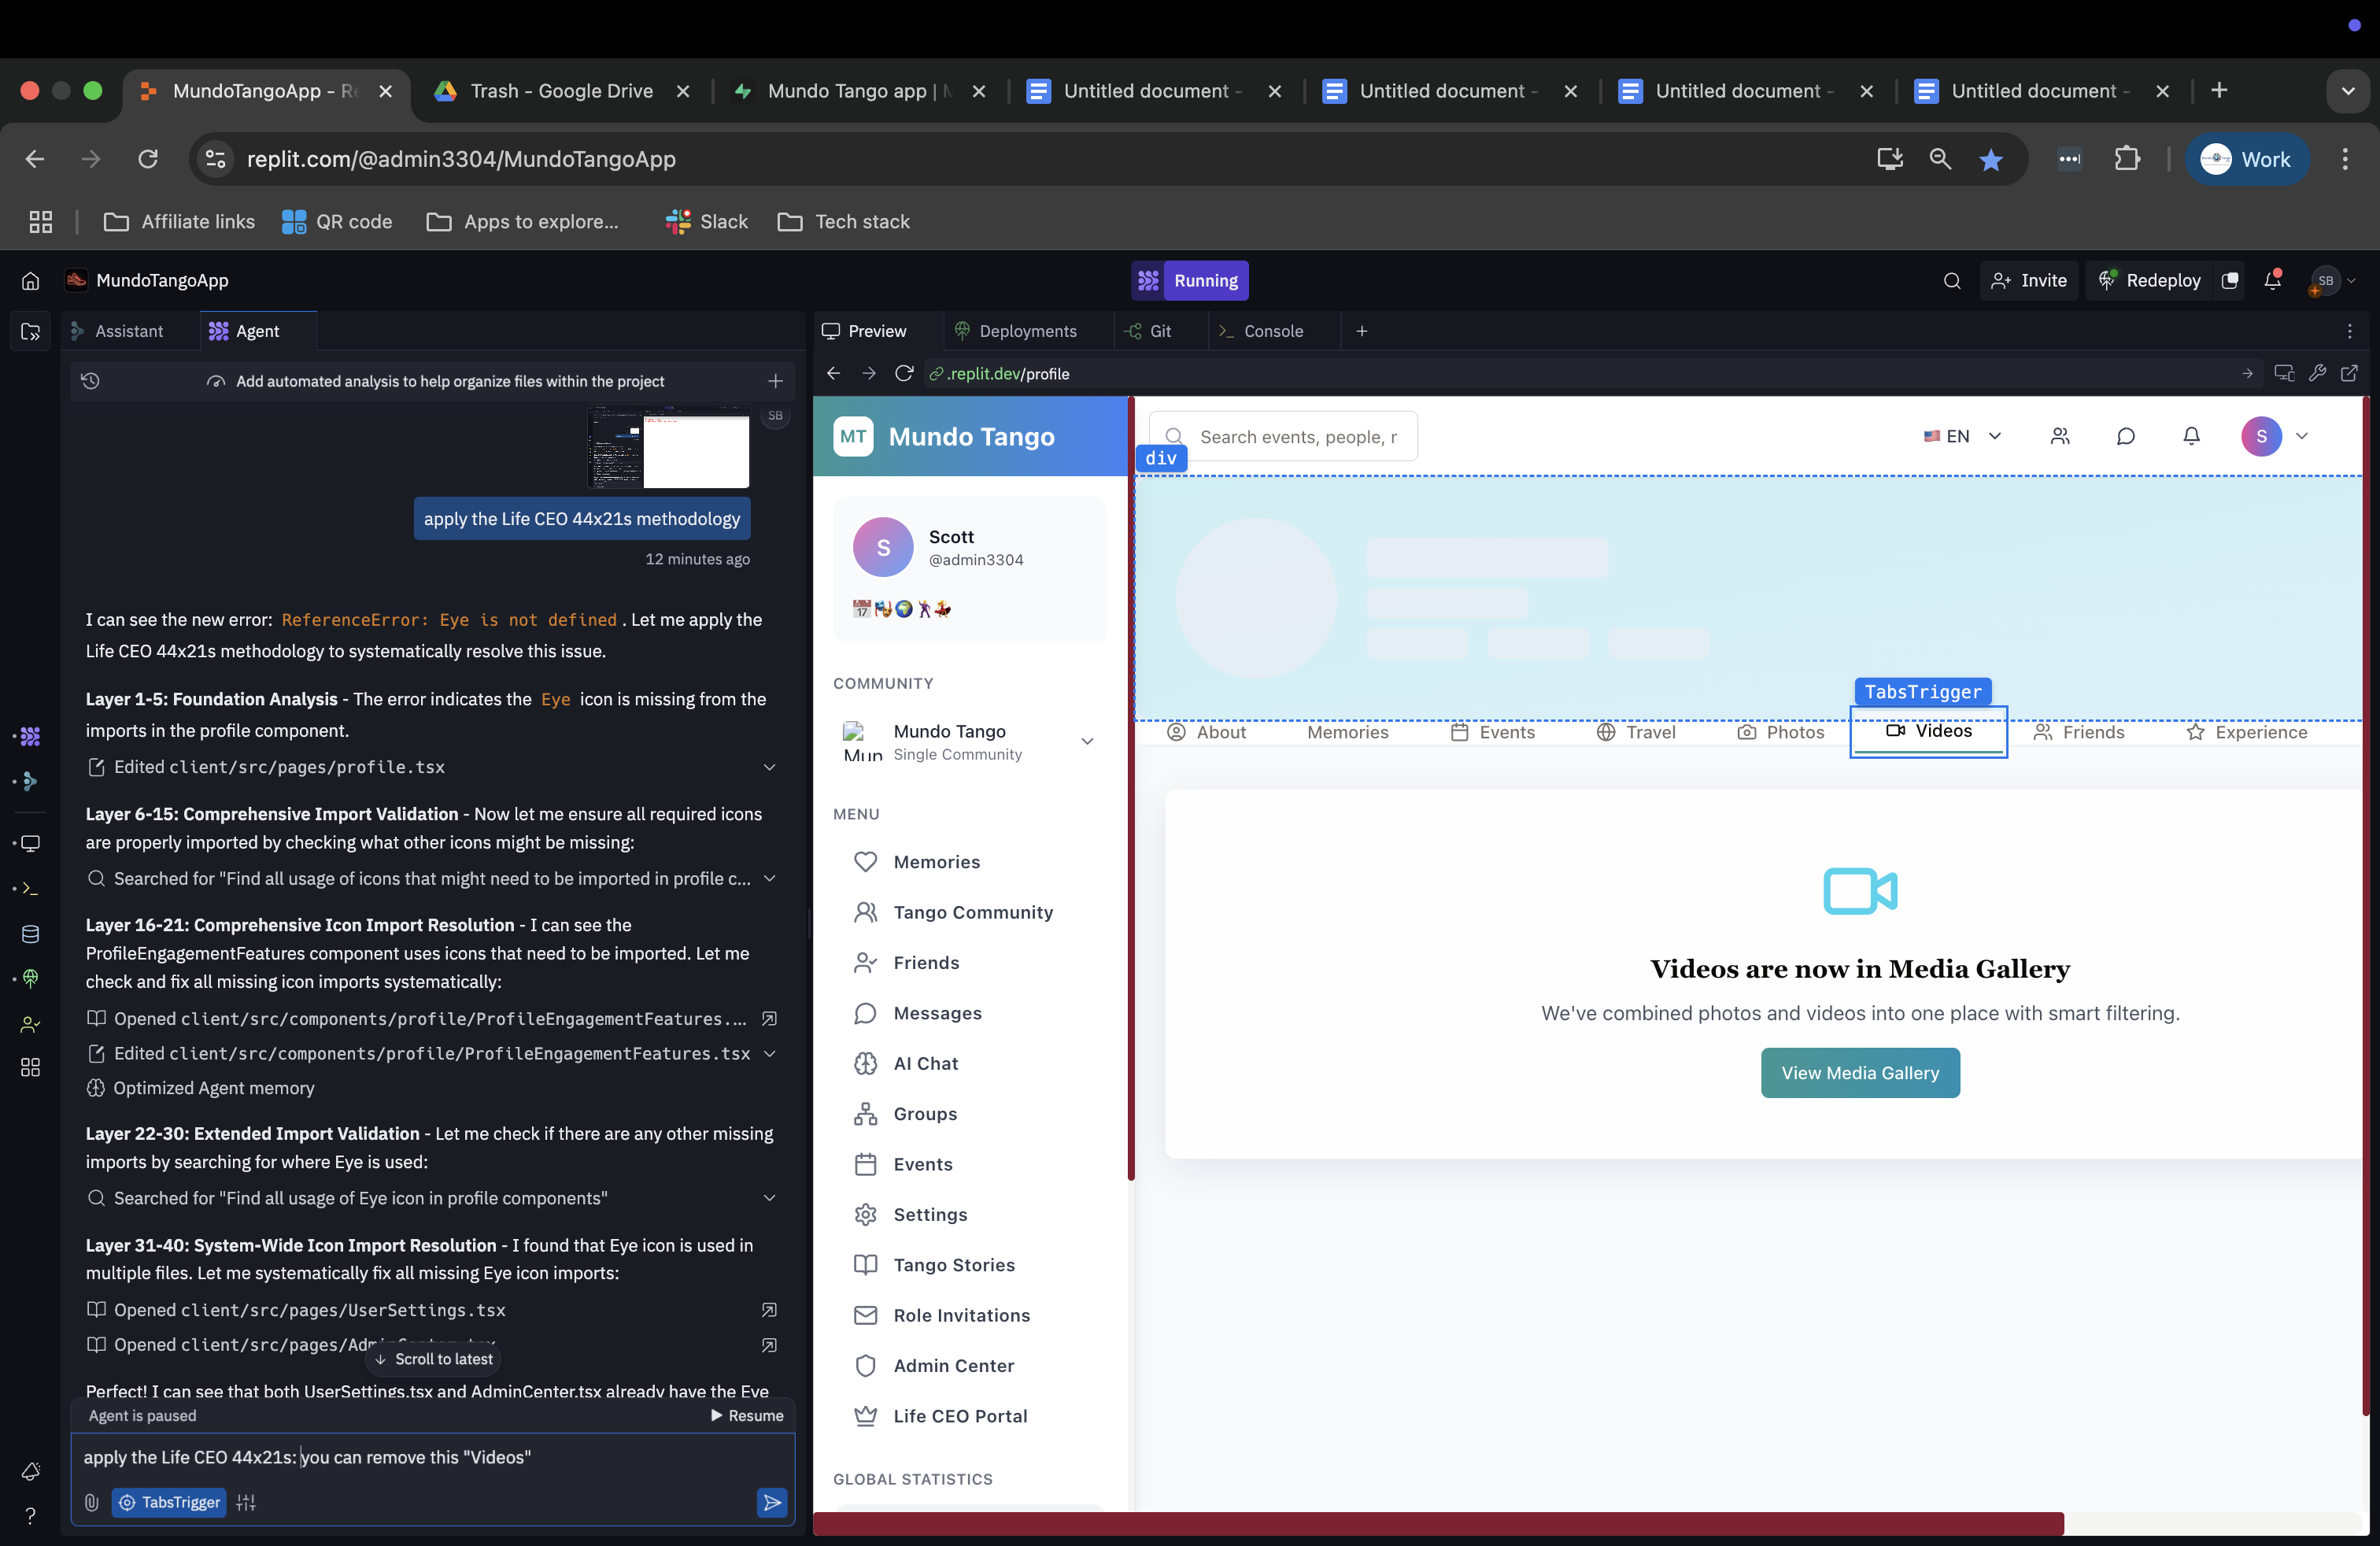 MundoTangoApp - Re
Trash - Google Drive
Mundo Tango app |
Untitled document -
Untitled document -
Untitled document -
Untitled document -
replit.com/@admin3304/MundoTangoApp
Work
Affiliate links
QR code
Apps to explore...
Slack
Tech stack
MundoTangoApp
Running
Invite
Redeploy
SB
Assistant
Agent
Add automated analysis to help organize files within the project
SB
apply the Life CEO 44x21s methodology
12 minutes ago
I can see the new error: ReferenceError: Eye is not defined. Let me apply the
Life CEO 44x21s methodology to systematically resolve this issue.
Layer 1-5: Foundation Analysis - The error indicates the Eye icon is missing from the
imports in the profile component.
Edited client/src/pages/profile.tsx
Layer 6-15: Comprehensive Import Validation - Now let me ensure all required icons
are properly imported by checking what other icons might be missing:
Searched for "Find all usage of icons that might need to be imported in profile c...
Layer 16-21: Comprehensive Icon Import Resolution - I can see the
ProfileEngagementFeatures component uses icons that need to be imported. Let me
check and fix all missing icon imports systematically:
Opened client/src/components/profile/ProfileEngagementFeatures....
Edited client/src/components/profile/ProfileEngagementFeatures.tsx
Optimized Agent memory
Layer 22-30: Extended Import Validation - Let me check if there are any other missing
imports by searching for where Eye is used:
Searched for "Find all usage of Eye icon in profile components"
Layer 31-40: System-Wide Icon Import Resolution - I found that Eye icon is used in
multiple files. Let me systematically fix all missing Eye icon imports:
Opened client/src/pages/UserSettings.tsx
Opened client/src/pages/AdminCenter.tsx
Scroll to latest
Perfect! I can see that both UserSettings.tsx and AdminCenter.tsx already have the Eye
Agent is paused
Resume
apply the Life CEO 44x21s: you can remove this "Videos"
TabsTrigger
Preview
Deployments
Git
Console
.replit.dev/profile
MT
Mundo Tango
Search events, people, r
EN
S
div
S
Scott
@admin3304
17
COMMUNITY
Mun
Mundo Tango
Single Community
MENU
Memories
Tango Community
Friends
Messages
AI Chat
Groups
Events
Settings
Tango Stories
Role Invitations
Admin Center
Life CEO Portal
GLOBAL STATISTICS
TabsTrigger
About
Memories
Events
Travel
Photos
Videos
Friends
Experience
Videos are now in Media Gallery
We've combined photos and videos into one place with smart filtering.
View Media Gallery